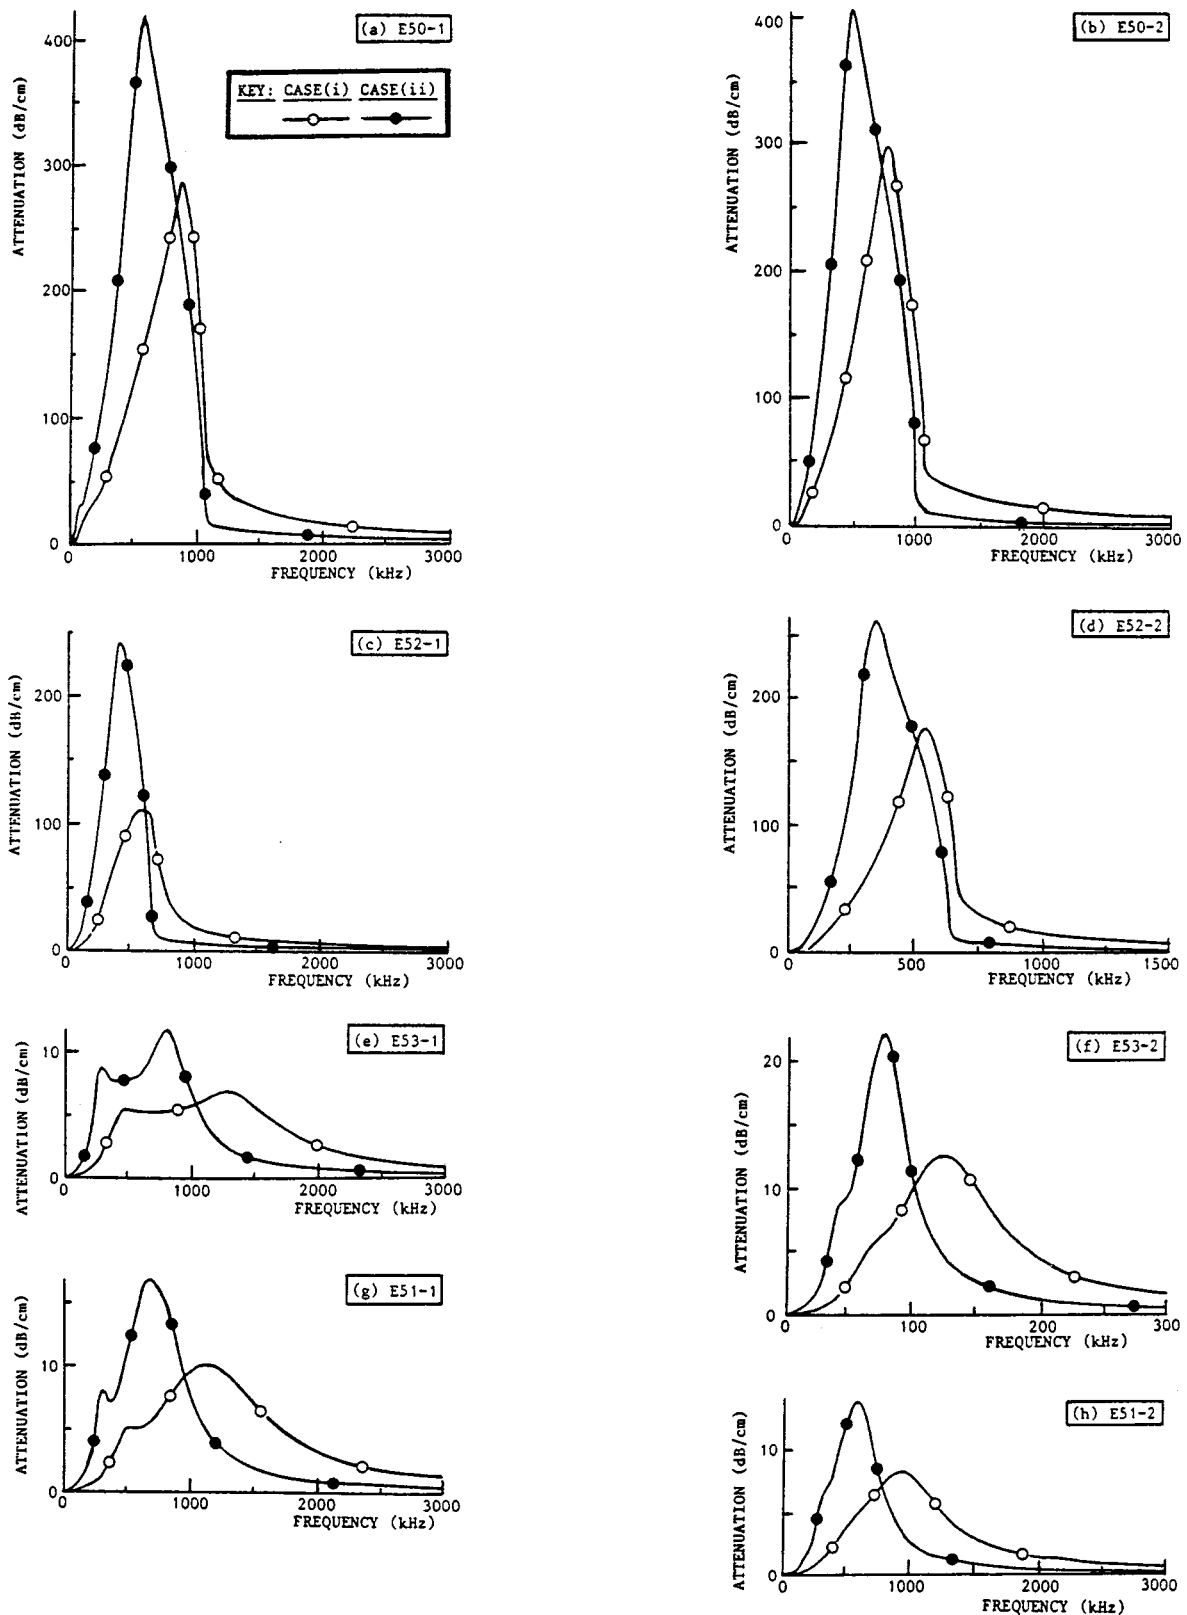 (a) E50-1
KEY: CASE(i) CASE(ii)
ATTENUATION (dB/cm)
400
300
200
100
0
0 1000 2000 3000
FREQUENCY (kHz)
(b) E50-2
ATTENUATION (dB/cm)
400
300
200
100
0
0 1000 2000 3000
FREQUENCY (kHz)
(c) E52-1
ATTENUATION (dB/cm)
200
100
0
0 1000 2000 3000
FREQUENCY (kHz)
(d) E52-2
ATTENUATION (dB/cm)
200
100
0
0 500 1000 1500
FREQUENCY (kHz)
(e) E53-1
ATTENUATION (dB/cm)
10
0
0 1000 2000 3000
FREQUENCY (kHz)
(f) E53-2
ATTENUATION (dB/cm)
20
10
0
0 100 200 300
FREQUENCY (kHz)
(g) E51-1
ATTENUATION (dB/cm)
10
0
0 1000 2000 3000
FREQUENCY (kHz)
(h) E51-2
ATTENUATION (dB/cm)
10
0
0 1000 2000 3000
FREQUENCY (kHz)